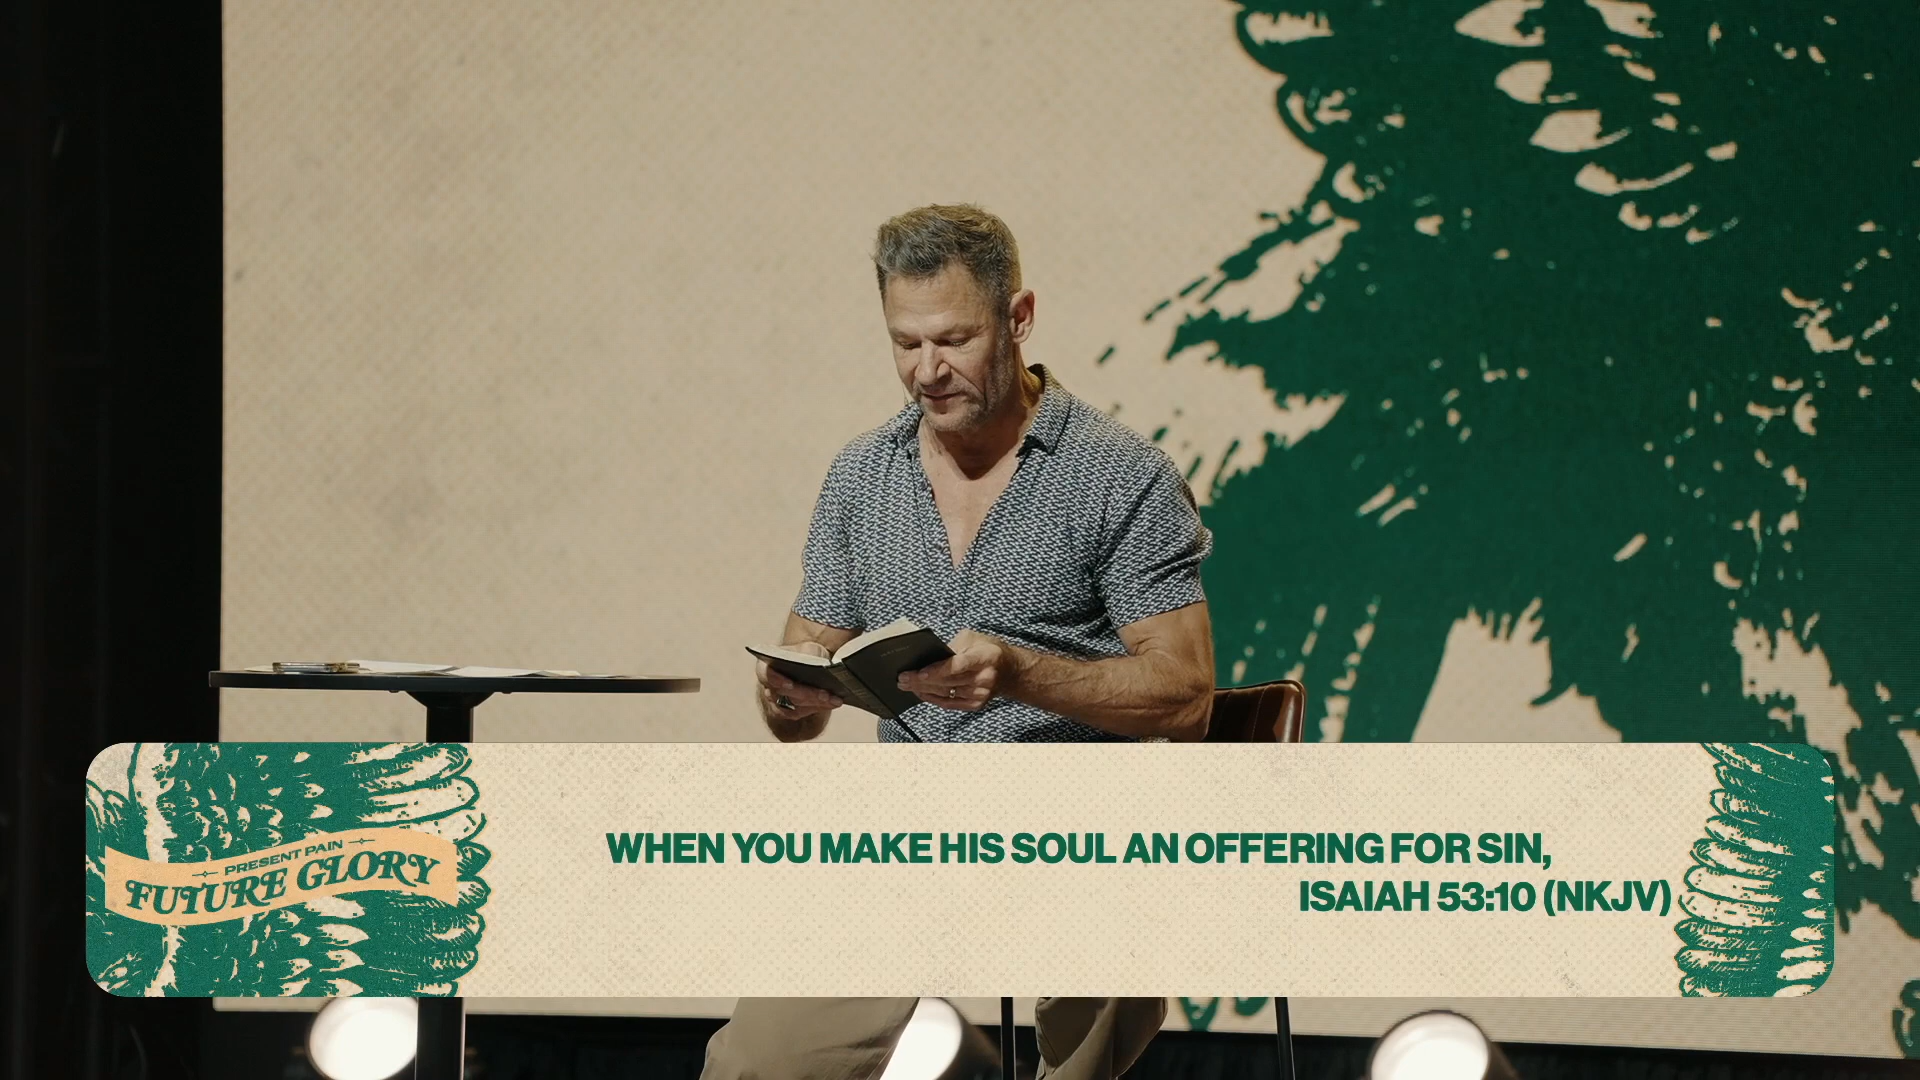 PRESENT PAIN
FUTURE GLORY
WHEN YOU MAKE HIS SOUL AN OFFERING FOR SIN,
ISAIAH 53:10 (NKJV)